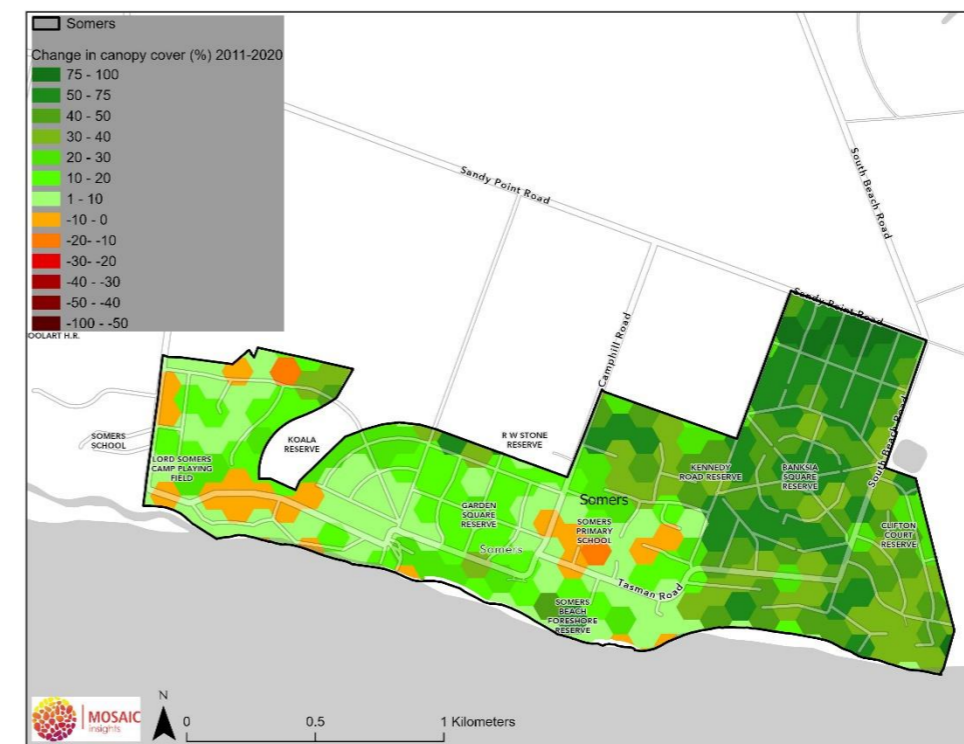 Somers
Change in canopy cover (%) 2011-2020
75 - 100
50 - 75
40 - 50
30 - 40
20 - 30
10 - 20
1 - 10
-10 - 0
-20- -10
-30- -20
-40 - -30
-50 - -40
-100 - -50
OOLART H.R.
Sandy Point Road
South Beach Road
Sandy Point Road
Camphill Road
SOMERS
SCHOOL
KOALA
RESERVE
R W STONE
RESERVE
LORD SOMERS
CAMP PLAYING
FIELD
KENNEDY
ROAD RESERVE
BANKSIA
SQUARE
RESERVE
South Beach Road
GARDEN
SQUARE
RESERVE
Somers
SOMERS
PRIMARY
SCHOOL
CLIFTON
COURT
RESERVE
Somers
Tasman Road
SOMERS
BEACH
FORESHORE
RESERVE
MOSAIC
insights
N
0
0.5
1 Kilometers